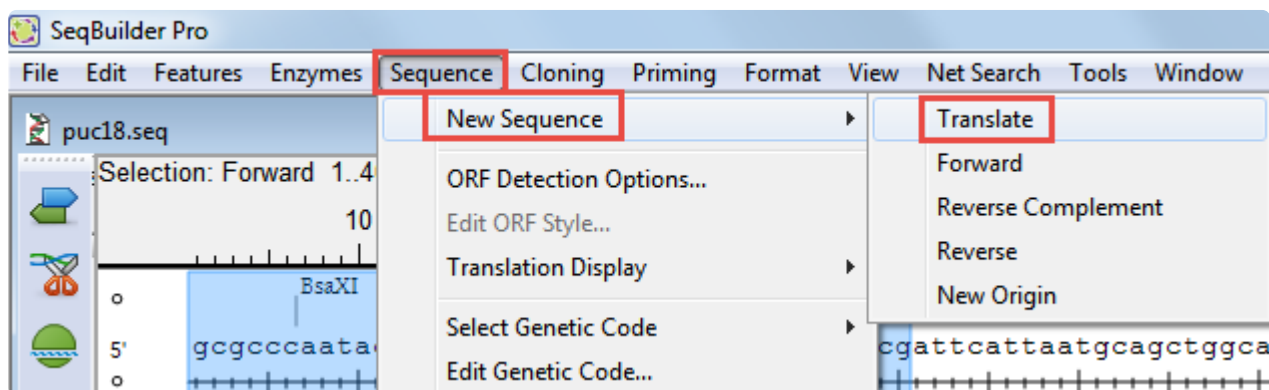 SeqBuilder Pro
File Edit Features Enzymes Sequence Cloning Priming Format View Net Search Tools Window
puc18.seq
New Sequence
Translate
Selection: Forward 1..4
Forward
ORF Detection Options...
10
Edit ORF Style...
Reverse Complement
Reverse
Translation Display
BsaXI
New Origin
Select Genetic Code
5' gcgcccaata
cgattcattaatgcagctggca
Edit Genetic Code...